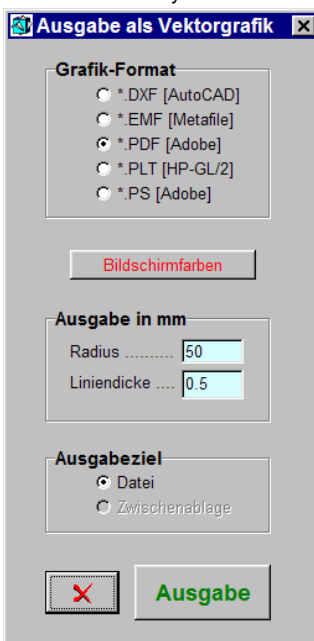 Ausgabe als Vektorgrafik
Grafik-Format
*.DXF [AutoCAD]
*.EMF [Metafile]
*.PDF [Adobe]
*.PLT [HP-GL/2]
*.PS [Adobe]
Bildschirmfarben
Ausgabe in mm
Radius .......... 50
Liniendicke .... 0.5
Ausgabeziel
Datei
Zwischenablage
Ausgabe